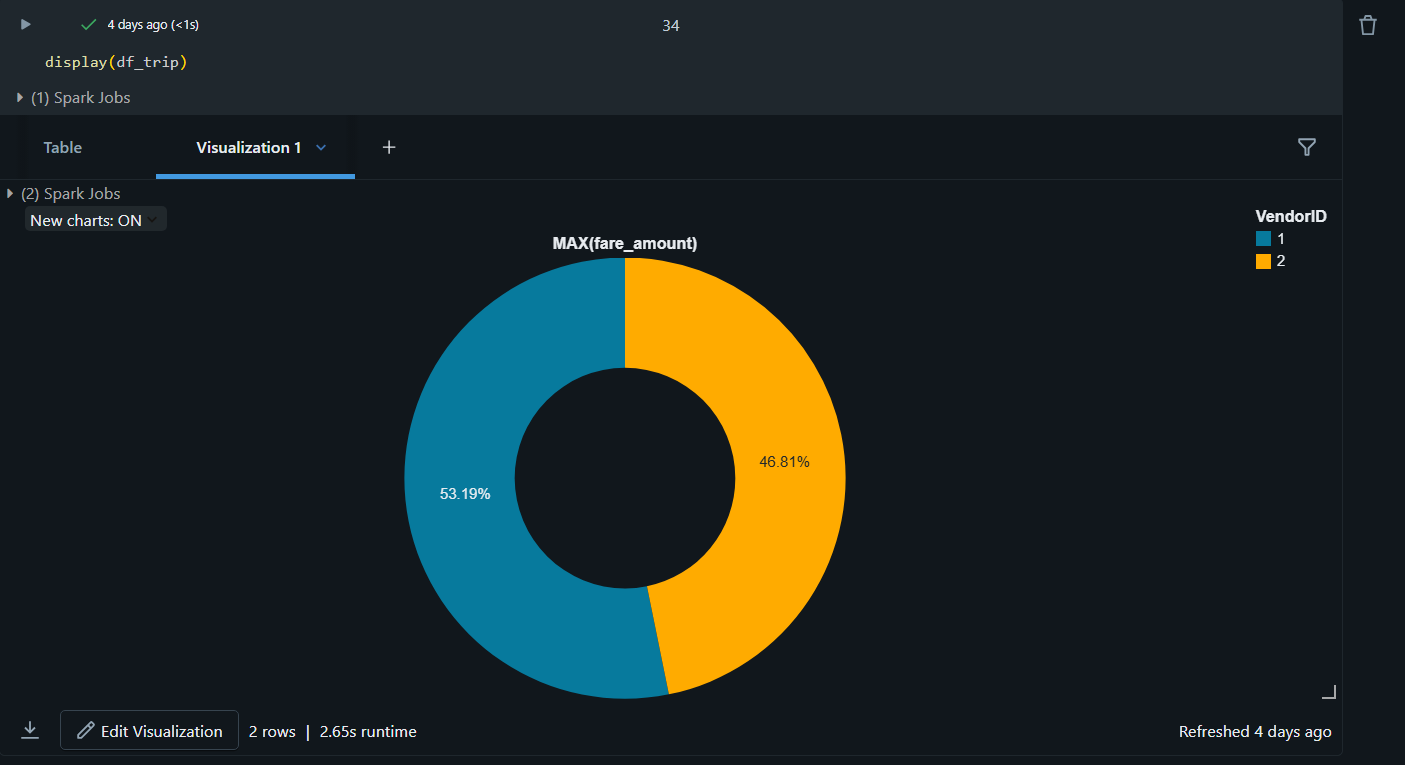 4 days ago (<1s)
34
display(df_trip)
(1) Spark Jobs
Table
Visualization 1
+
(2) Spark Jobs
New charts: ON
VendorID
1
2
MAX(fare_amount)
46.81%
53.19%
Edit Visualization
2 rows | 2.65s runtime
Refreshed 4 days ago